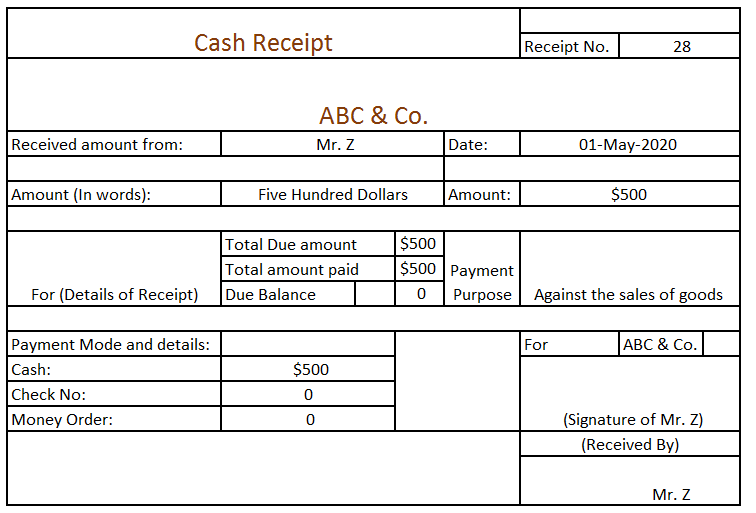 Cash Receipt
Receipt No. 28
ABC & Co.
Received amount from: Mr. Z Date: 01-May-2020
Amount (In words): Five Hundred Dollars Amount: $500
Total Due amount $500
Total amount paid $500 Payment
For (Details of Receipt) Due Balance 0 Purpose Against the sales of goods
Payment Mode and details: For ABC & Co.
Cash: $500
Check No: 0
Money Order: 0 (Signature of Mr. Z)
(Received By)
Mr. Z